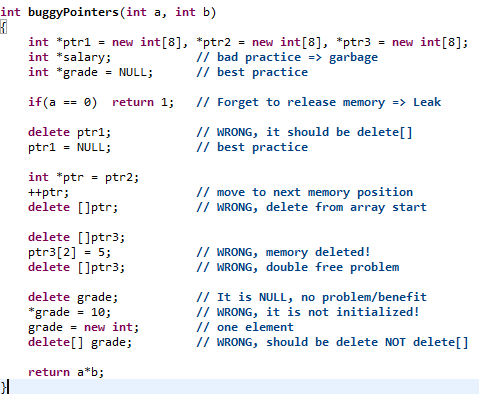 int buggyPointers(int a, int b)
{
    int *ptr1 = new int[8], *ptr2 = new int[8], *ptr3 = new int[8];
    int *salary;            // bad practice => garbage
    int *grade = NULL;      // best practice

    if(a == 0)  return 1;   // Forget to release memory => Leak

    delete ptr1;            // WRONG, it should be delete[]
    ptr1 = NULL;            // best practice

    int *ptr = ptr2;
    ++ptr;                  // move to next memory position
    delete []ptr;           // WRONG, delete from array start

    delete []ptr3;
    ptr3[2] = 5;            // WRONG, memory deleted!
    delete []ptr3;          // WRONG, double free problem

    delete grade;           // It is NULL, no problem/benefit
    *grade = 10;            // WRONG, it is not initialized!
    grade = new int;        // one element
    delete[] grade;         // WRONG, should be delete NOT delete[]

    return a*b;
}